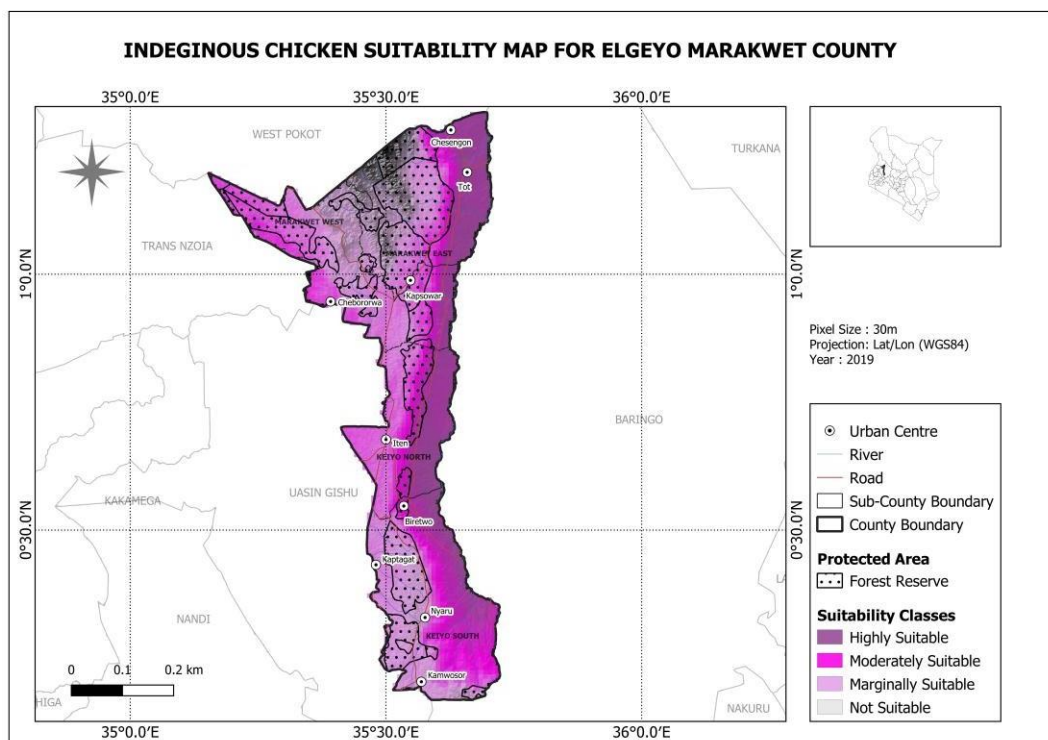 INDEGINOUS CHICKEN SUITABILITY MAP FOR ELGEYO MARAKWET COUNTY
35°0.0'E 35°30.0'E 36°0.0'E
WEST POKOT
Chesengon
TURKANA
Tot
MARAKWET WEST
TRANS NZOIA
MARAKWET EAST
1°0.0'N 1°0.0'N
Kapsowar
Chebororwa
Pixel Size : 30m
Projection: Lat/Lon (WGS84)
Year : 2019
BARINGO
Iten
KEIYO NORTH
UASIN GISHU
KAKAMEGA
Biretwo
0°30.0'N 0°30.0'N
Kaptagat
LA
Nyaru
NANDI
KEIYO SOUTH
0 0.1 0.2 km
Kamwosor
HIGA
NAKURU
35°0.0'E 35°30.0'E 36°0.0'E
Urban Centre
River
Road
Sub-County Boundary
County Boundary
Protected Area
Forest Reserve
Suitability Classes
Highly Suitable
Moderately Suitable
Marginally Suitable
Not Suitable